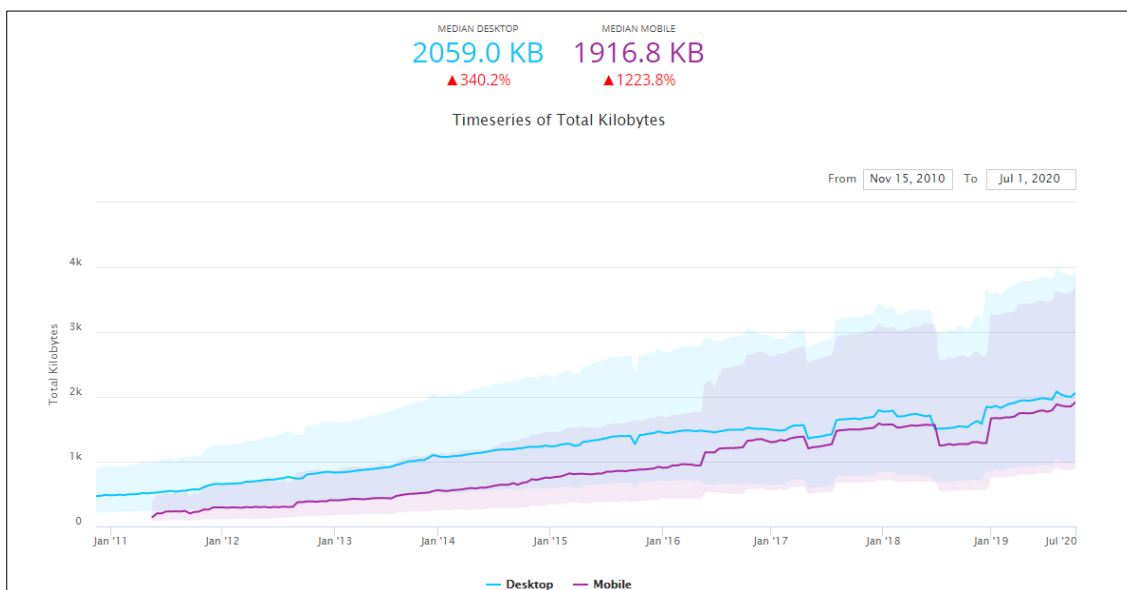 MEDIAN DESKTOP MEDIAN MOBILE
2059.0 KB 1916.8 KB
▲340.2% ▲1223.8%
Timeseries of Total Kilobytes
From Nov 15, 2010 To Jul 1, 2020
4k
3k
2k
1k
0
Total Kilobytes
Jan '11 Jan '12 Jan '13 Jan '14 Jan '15 Jan '16 Jan '17 Jan '18 Jan '19 Jul '20
Desktop Mobile